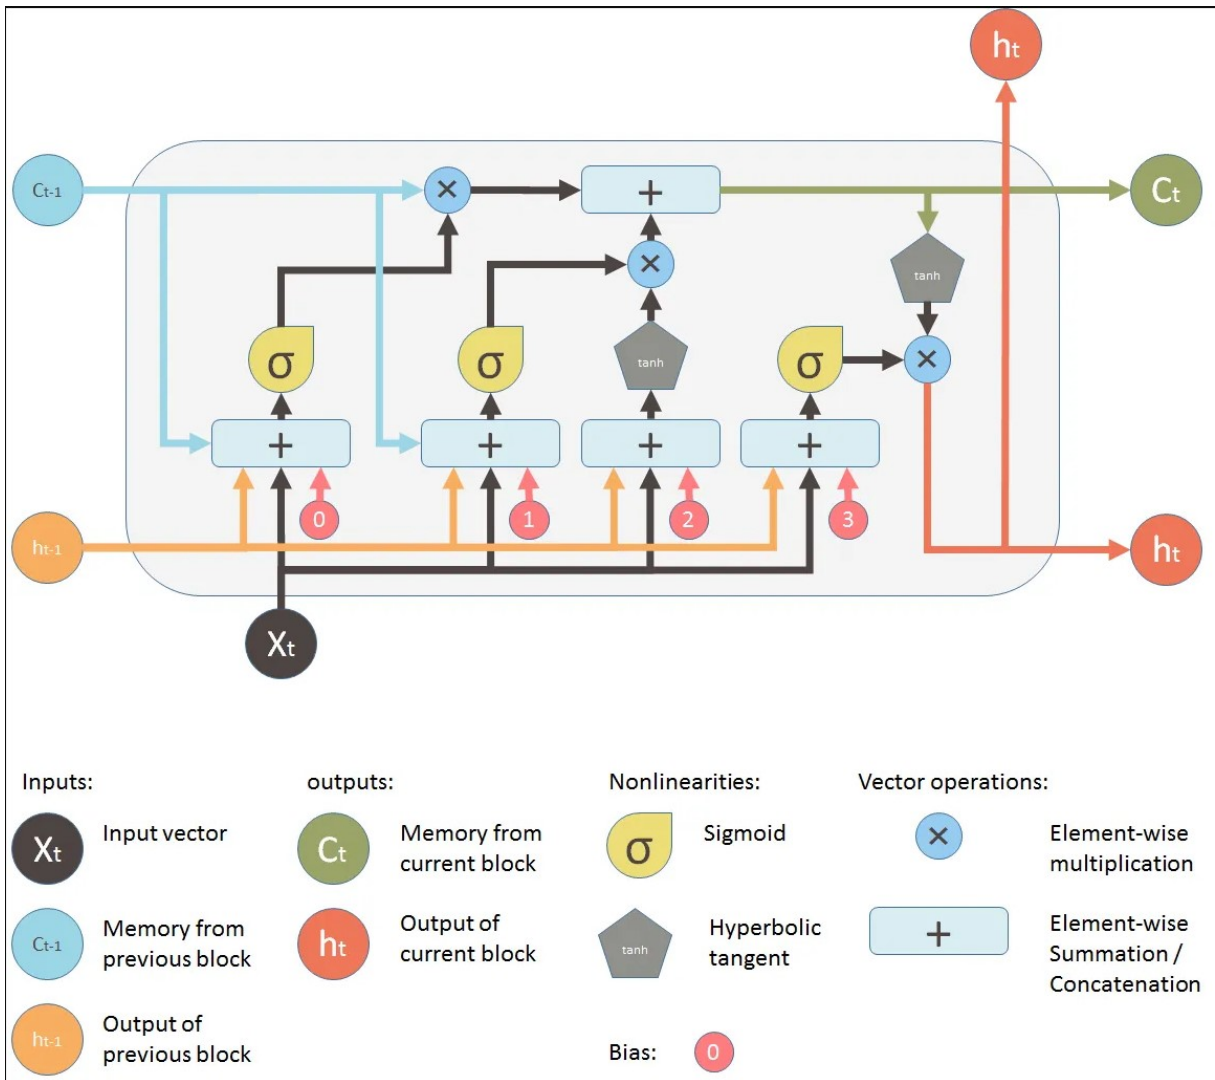 ht
Ct-1
×
+
Ct
×
tanh
σ
σ
tanh
σ
×
+
+
+
+
0
1
2
3
ht-1
ht
Xt
Inputs:
outputs:
Nonlinearities:
Vector operations:
Xt
Input vector
Ct
Memory from
current block
σ
Sigmoid
×
Element-wise
multiplication
Ct-1
Memory from
previous block
ht
Output of
current block
tanh
Hyperbolic
tangent
+
Element-wise
Summation /
Concatenation
ht-1
Output of
previous block
Bias:
0